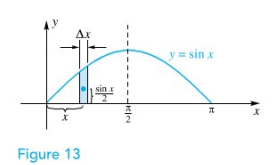 y
Δx
y = sin x
sin x
2
x
π
2
π
x
Figure 13